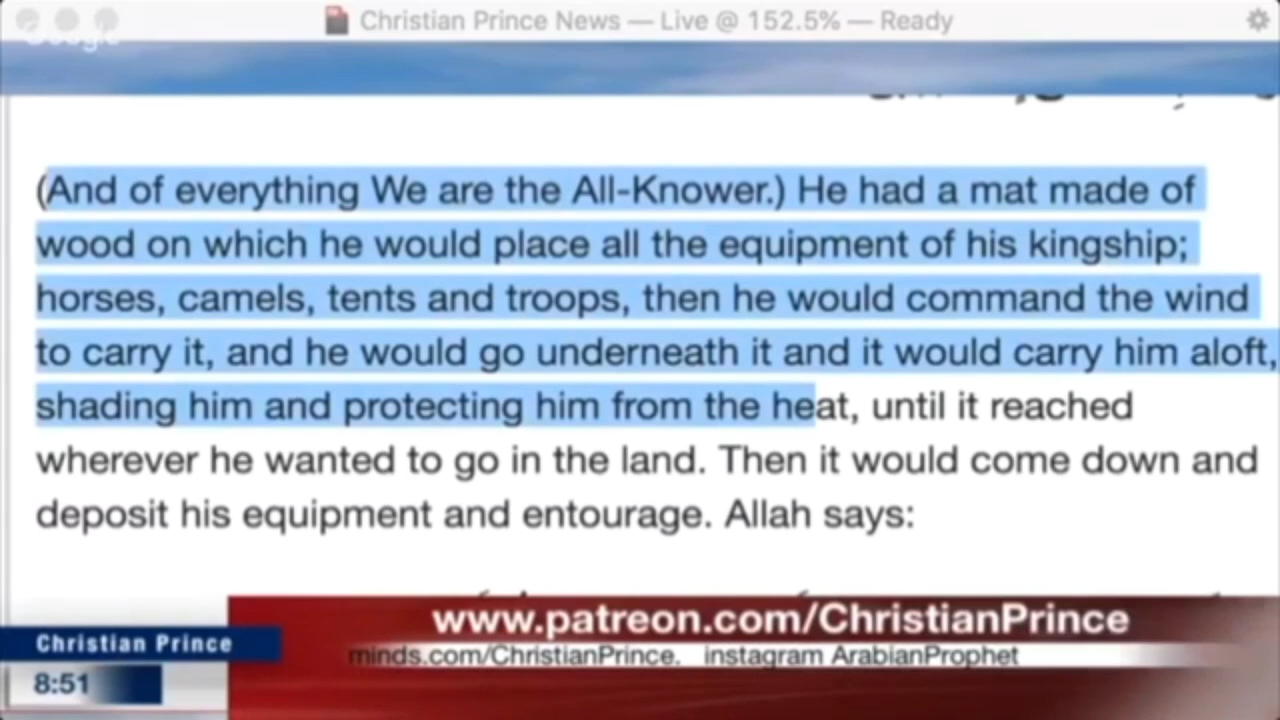 Christian Prince News — Live @ 152.5% — Ready
Google
(And of everything We are the All-Knower.) He had a mat made of
wood on which he would place all the equipment of his kingship;
horses, camels, tents and troops, then he would command the wind
to carry it, and he would go underneath it and it would carry him aloft,
shading him and protecting him from the heat, until it reached
wherever he wanted to go in the land. Then it would come down and
deposit his equipment and entourage. Allah says:
www.patreon.com/ChristianPrince
Christian Prince
minds.com/ChristianPrince. instagram ArabianProphet
8:51